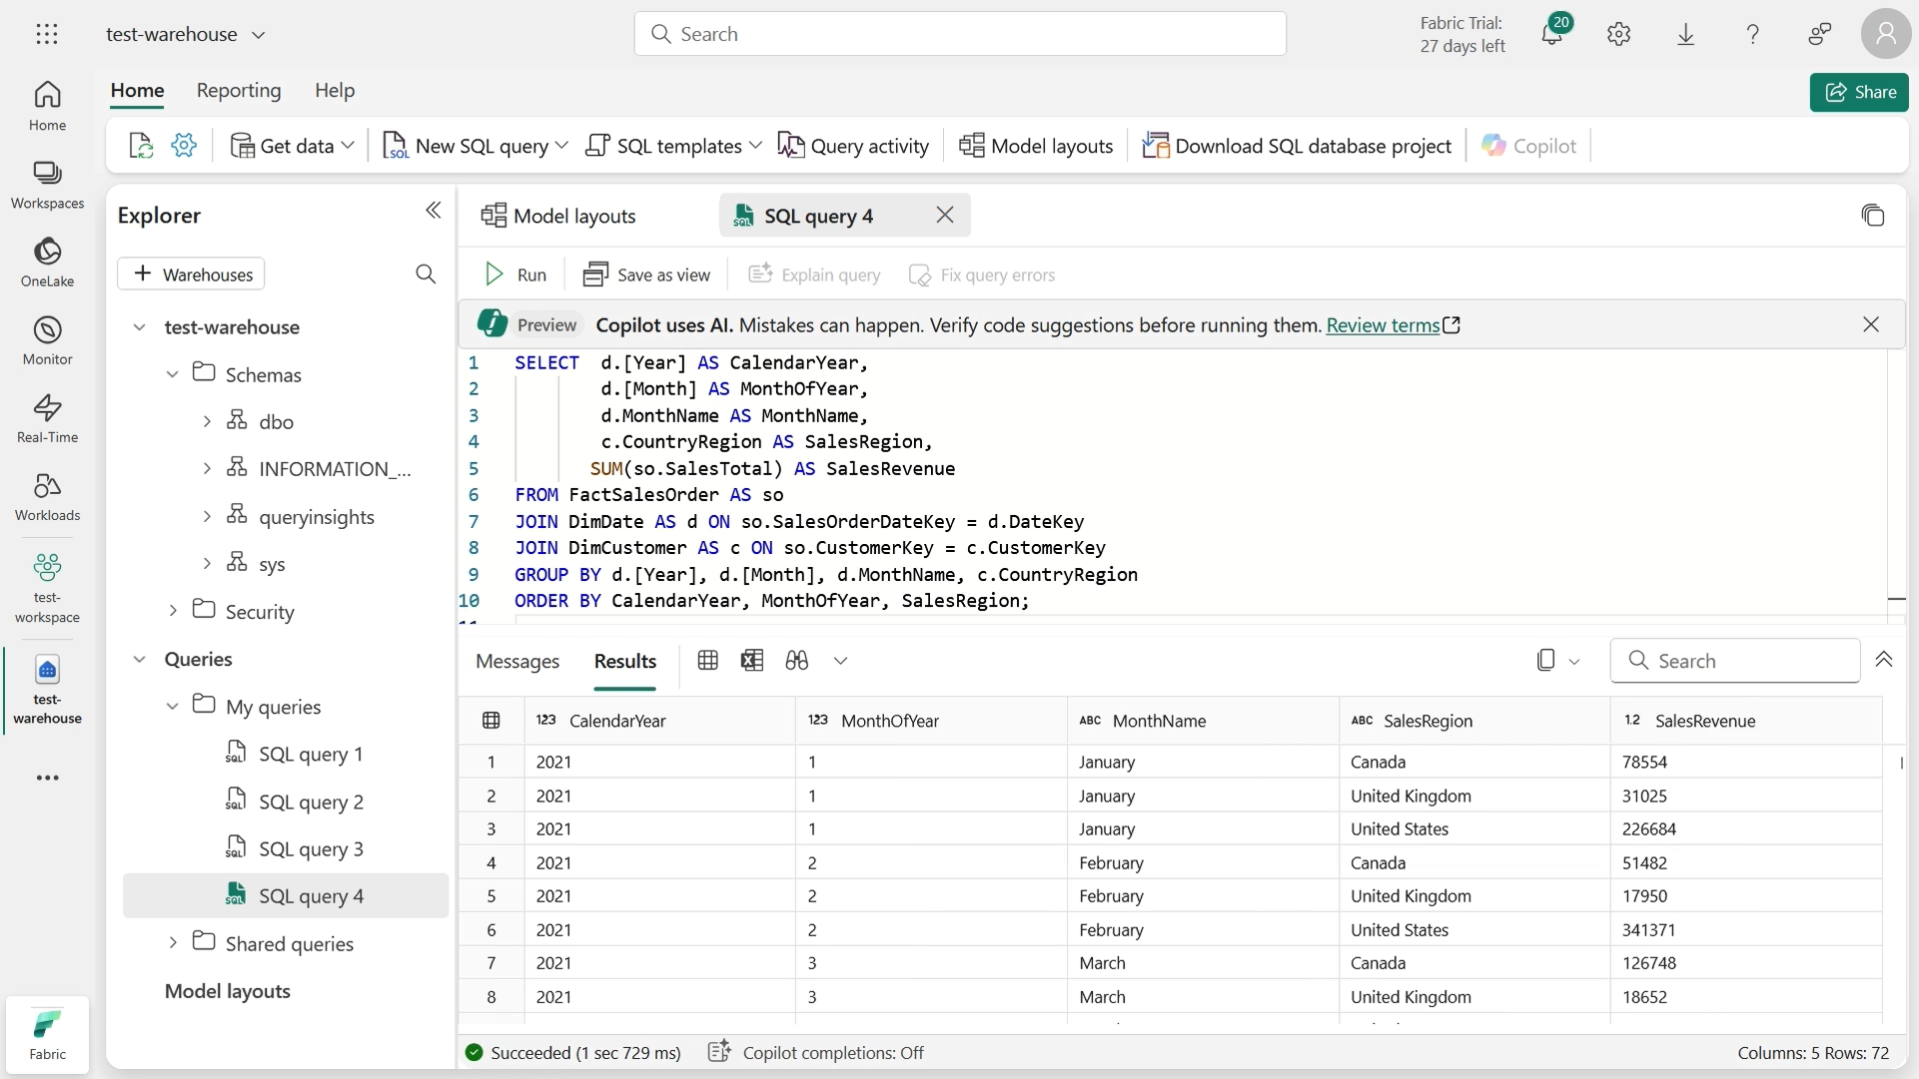 test-warehouse
Search
Fabric Trial:
27 days left
20
Home
Workspaces
OneLake
Monitor
Real-Time
Workloads
test-
workspace
test-
warehouse
Fabric
Home Reporting Help
Share
Get data New SQL query SQL templates Query activity Model layouts Download SQL database project Copilot
Explorer
+ Warehouses
test-warehouse
Schemas
dbo
INFORMATION_...
queryinsights
sys
Security
Queries
My queries
SQL query 1
SQL query 2
SQL query 3
SQL query 4
Shared queries
Model layouts
Model layouts SQL query 4
Run Save as view Explain query Fix query errors
Preview Copilot uses AI. Mistakes can happen. Verify code suggestions before running them. Review terms
1 SELECT d.[Year] AS CalendarYear,
2 d.[Month] AS MonthOfYear,
3 d.MonthName AS MonthName,
4 c.CountryRegion AS SalesRegion,
5 SUM(so.SalesTotal) AS SalesRevenue
6 FROM FactSalesOrder AS so
7 JOIN DimDate AS d ON so.SalesOrderDateKey = d.DateKey
8 JOIN DimCustomer AS c ON so.CustomerKey = c.CustomerKey
9 GROUP BY d.[Year], d.[Month], d.MonthName, c.CountryRegion
10 ORDER BY CalendarYear, MonthOfYear, SalesRegion;
Messages Results Search
123 CalendarYear 123 MonthOfYear ABC MonthName ABC SalesRegion 1.2 SalesRevenue
1 2021 1 January Canada 78554
2 2021 1 January United Kingdom 31025
3 2021 1 January United States 226684
4 2021 2 February Canada 51482
5 2021 2 February United Kingdom 17950
6 2021 2 February United States 341371
7 2021 3 March Canada 126748
8 2021 3 March United Kingdom 18652
Succeeded (1 sec 729 ms) Copilot completions: Off Columns: 5 Rows: 72